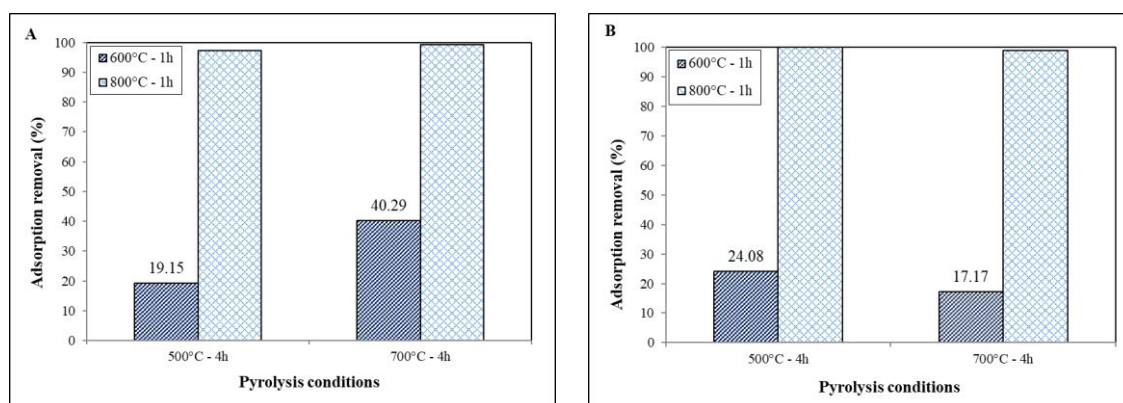 A
100
90
80
70
60
50
40
30
20
10
0
Adsorption removal (%)
600°C - 1h
800°C - 1h
19.15
40.29
500°C - 4h
700°C - 4h
Pyrolysis conditions
B
100
90
80
70
60
50
40
30
20
10
0
Adsorption removal (%)
600°C - 1h
800°C - 1h
24.08
17.17
500°C - 4h
700°C - 4h
Pyrolysis conditions